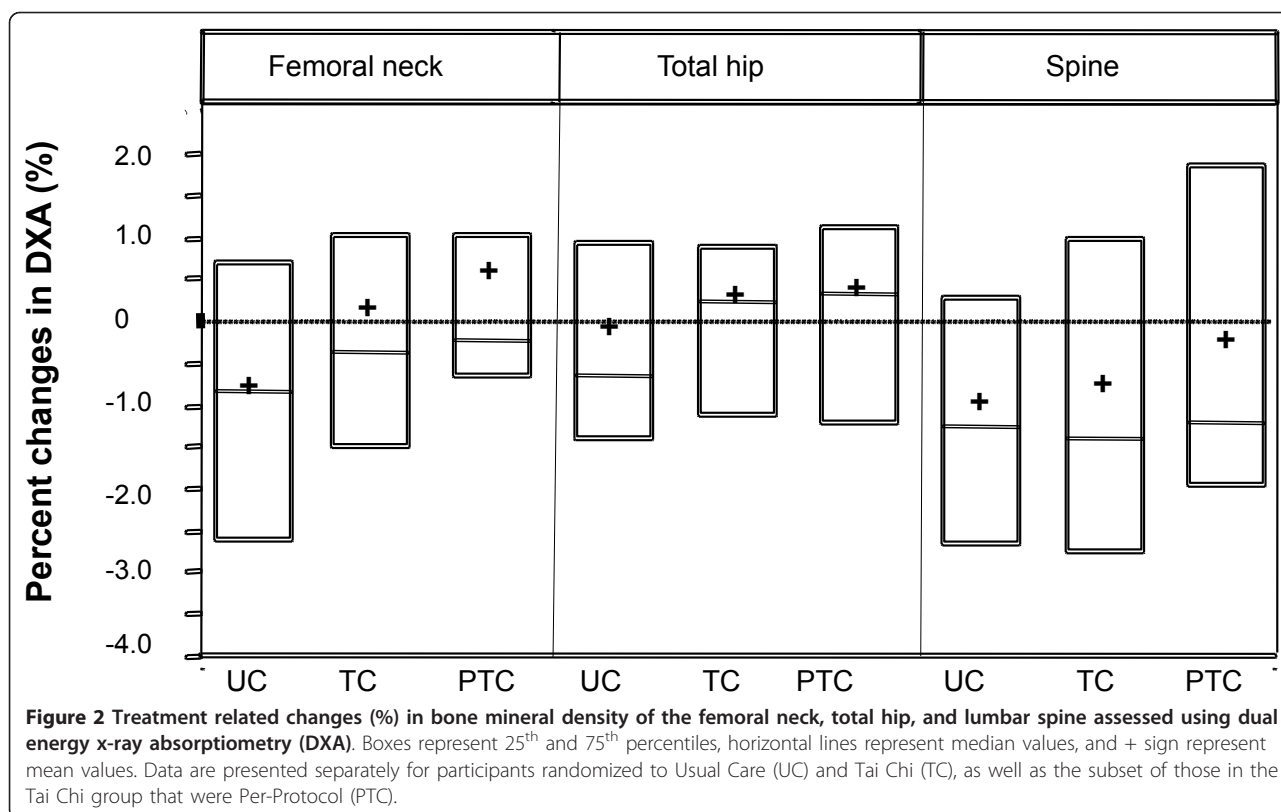 Femoral neck Total hip Spine
Percent changes in DXA (%)
2.0
1.0
0
-1.0
-2.0
-3.0
-4.0
UC TC PTC UC TC PTC UC TC PTC
Figure 2 Treatment related changes (%) in bone mineral density of the femoral neck, total hip, and lumbar spine assessed using dual
energy x-ray absorptiometry (DXA). Boxes represent 25th and 75th percentiles, horizontal lines represent median values, and + sign represent
mean values. Data are presented separately for participants randomized to Usual Care (UC) and Tai Chi (TC), as well as the subset of those in the
Tai Chi group that were Per-Protocol (PTC).